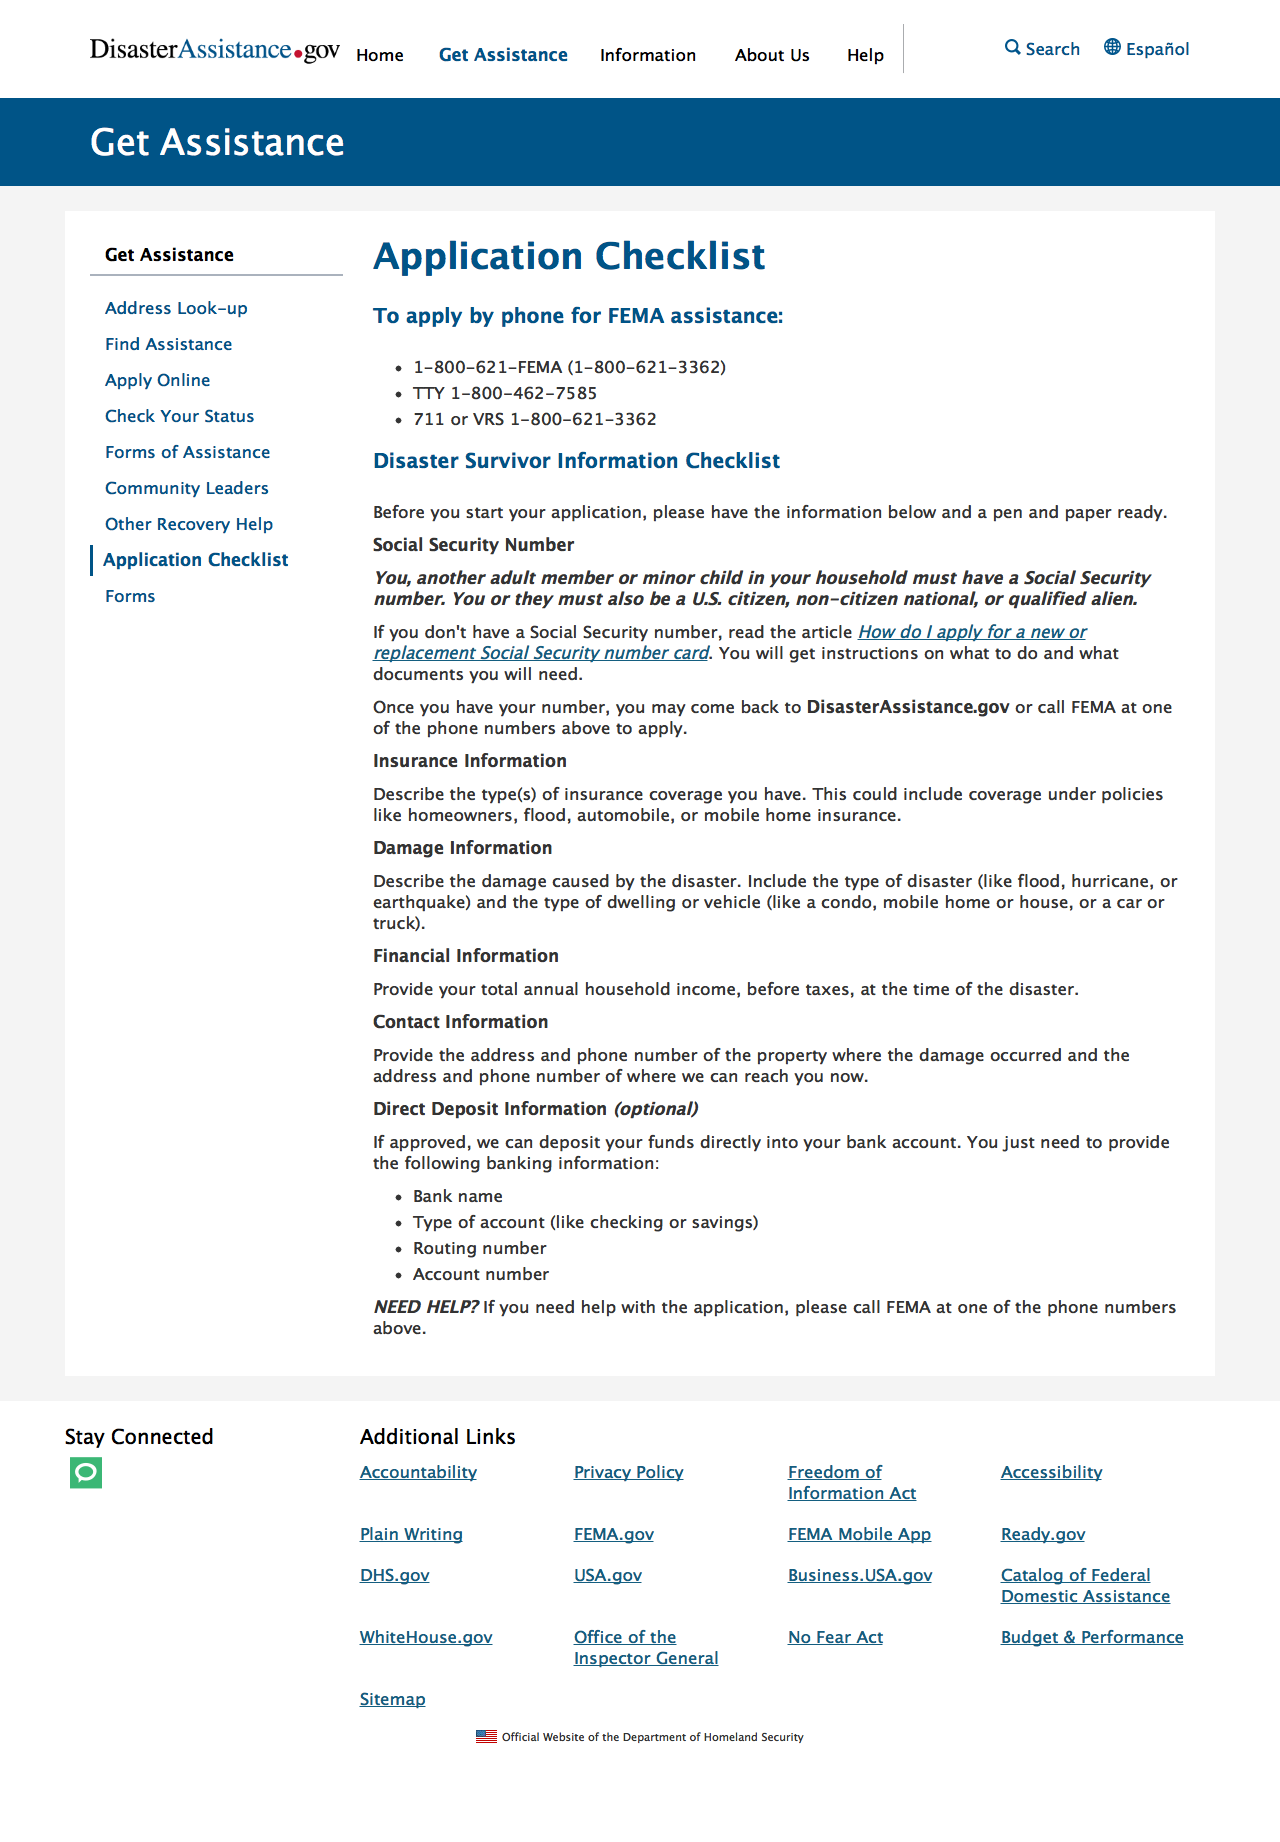 DisasterAssistance.gov
Home
Get Assistance
Information
About Us
Help
Search
Español
Get Assistance
Get Assistance
Address Look-up
Find Assistance
Apply Online
Check Your Status
Forms of Assistance
Community Leaders
Other Recovery Help
Application Checklist
Forms
Application Checklist
To apply by phone for FEMA assistance:
• 1-800-621-FEMA (1-800-621-3362)
• TTY 1-800-462-7585
• 711 or VRS 1-800-621-3362
Disaster Survivor Information Checklist
Before you start your application, please have the information below and a pen and paper ready.
Social Security Number
You, another adult member or minor child in your household must have a Social Security
number. You or they must also be a U.S. citizen, non-citizen national, or qualified alien.
If you don't have a Social Security number, read the article How do I apply for a new or
replacement Social Security number card. You will get instructions on what to do and what
documents you will need.
Once you have your number, you may come back to DisasterAssistance.gov or call FEMA at one
of the phone numbers above to apply.
Insurance Information
Describe the type(s) of insurance coverage you have. This could include coverage under policies
like homeowners, flood, automobile, or mobile home insurance.
Damage Information
Describe the damage caused by the disaster. Include the type of disaster (like flood, hurricane, or
earthquake) and the type of dwelling or vehicle (like a condo, mobile home or house, or a car or
truck).
Financial Information
Provide your total annual household income, before taxes, at the time of the disaster.
Contact Information
Provide the address and phone number of the property where the damage occurred and the
address and phone number of where we can reach you now.
Direct Deposit Information (optional)
If approved, we can deposit your funds directly into your bank account. You just need to provide
the following banking information:
• Bank name
• Type of account (like checking or savings)
• Routing number
• Account number
NEED HELP? If you need help with the application, please call FEMA at one of the phone numbers
above.
Stay Connected
Additional Links
Accountability
Privacy Policy
Freedom of
Information Act
Accessibility
Plain Writing
FEMA.gov
FEMA Mobile App
Ready.gov
DHS.gov
USA.gov
Business.USA.gov
Catalog of Federal
Domestic Assistance
WhiteHouse.gov
Office of the
Inspector General
No Fear Act
Budget & Performance
Sitemap
Official Website of the Department of Homeland Security